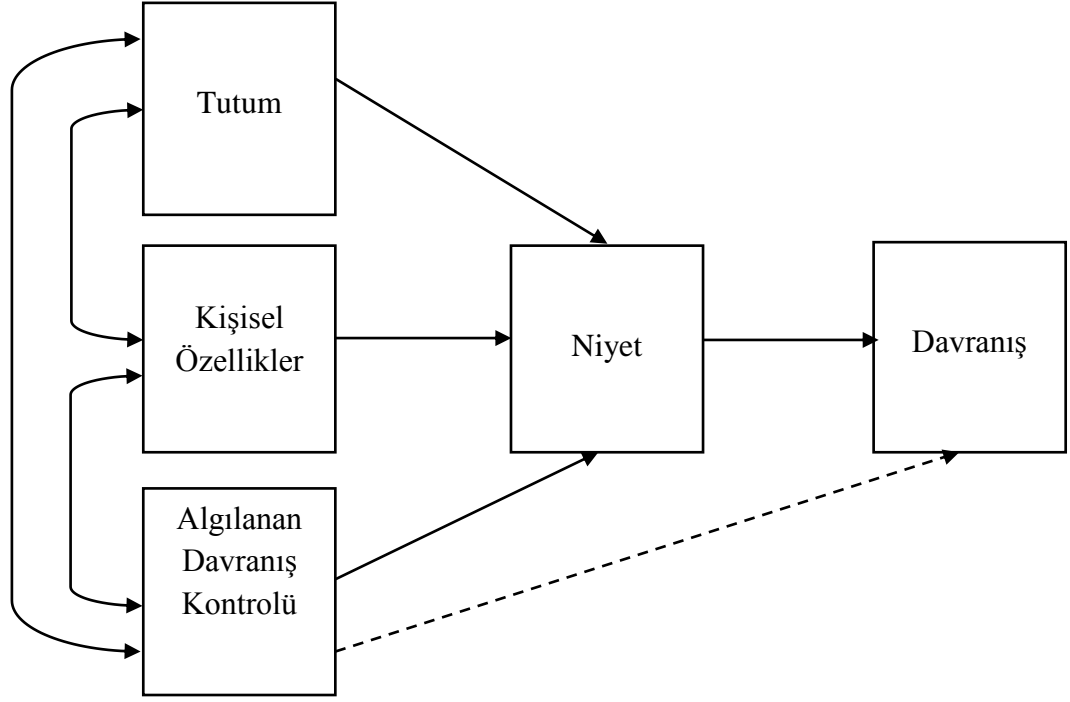 Tutum
Kişisel
Özellikler
Niyet
Davranış
Algılanan
Davranış
Kontrolü